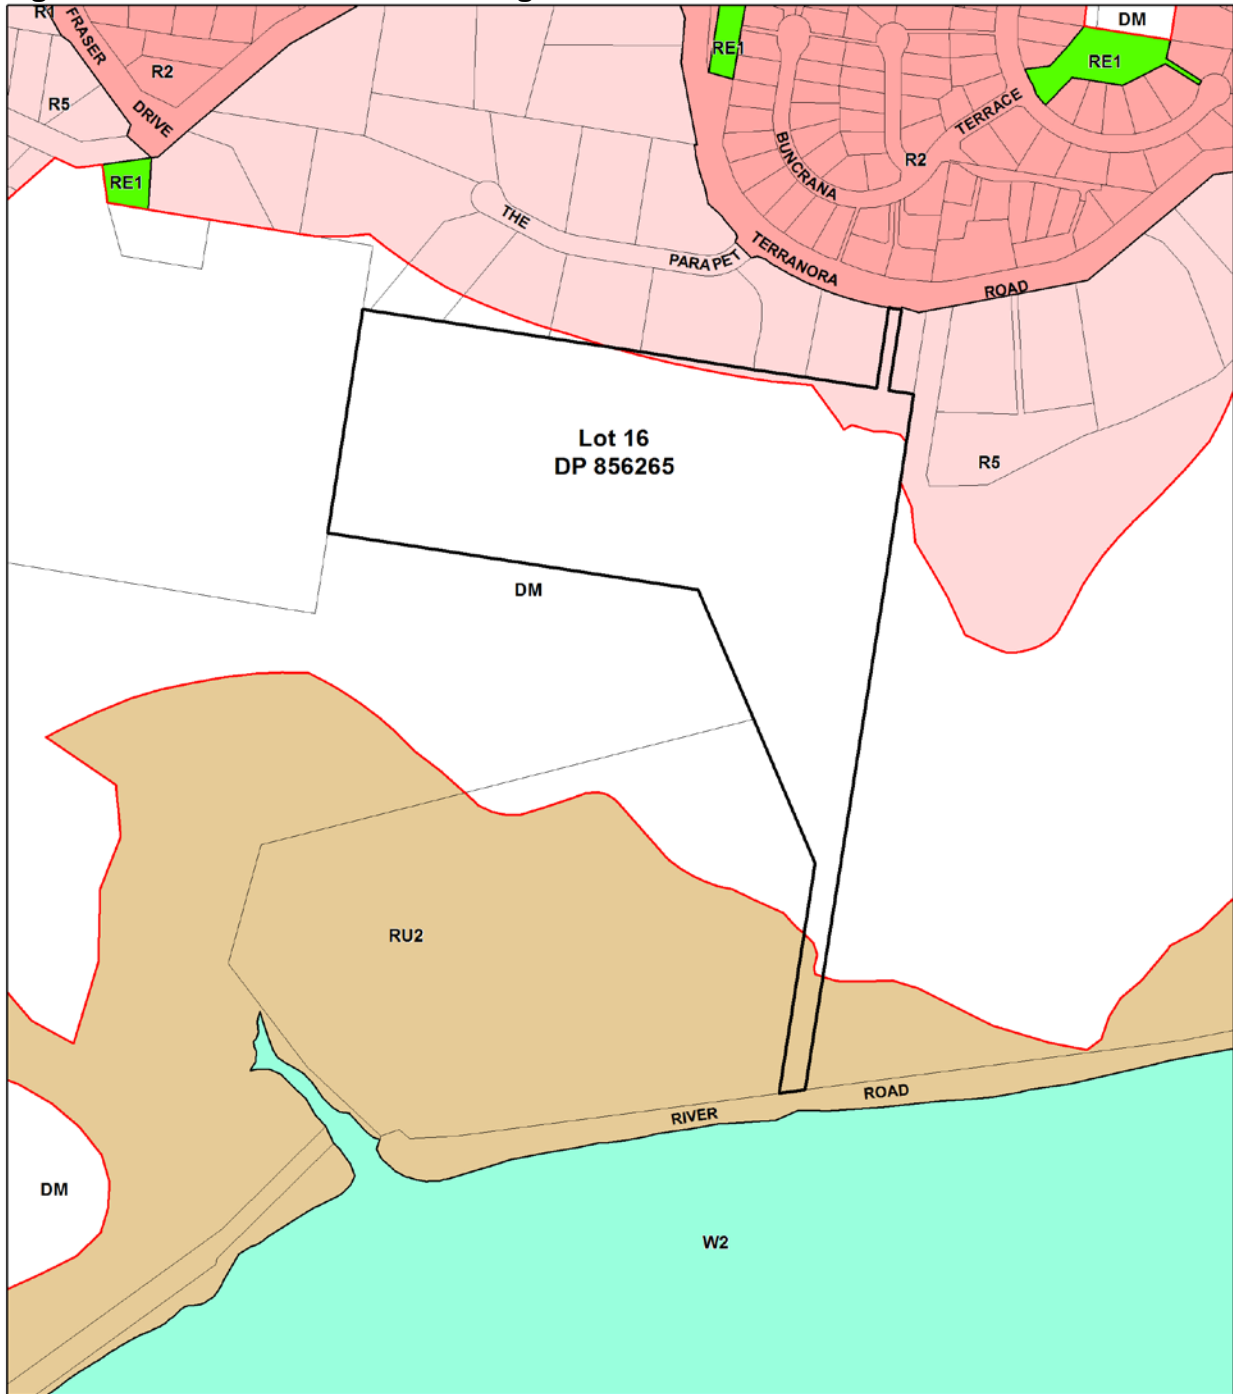 R1
FRASER
DRIVE
R2
R5
RE1
RE1
DM
RE1
TERRACE
BUNCRANA
R2
THE
PARAPET
TERRANORA
ROAD
Lot 16
DP 856265
R5
DM
RU2
RIVER
ROAD
DM
W2